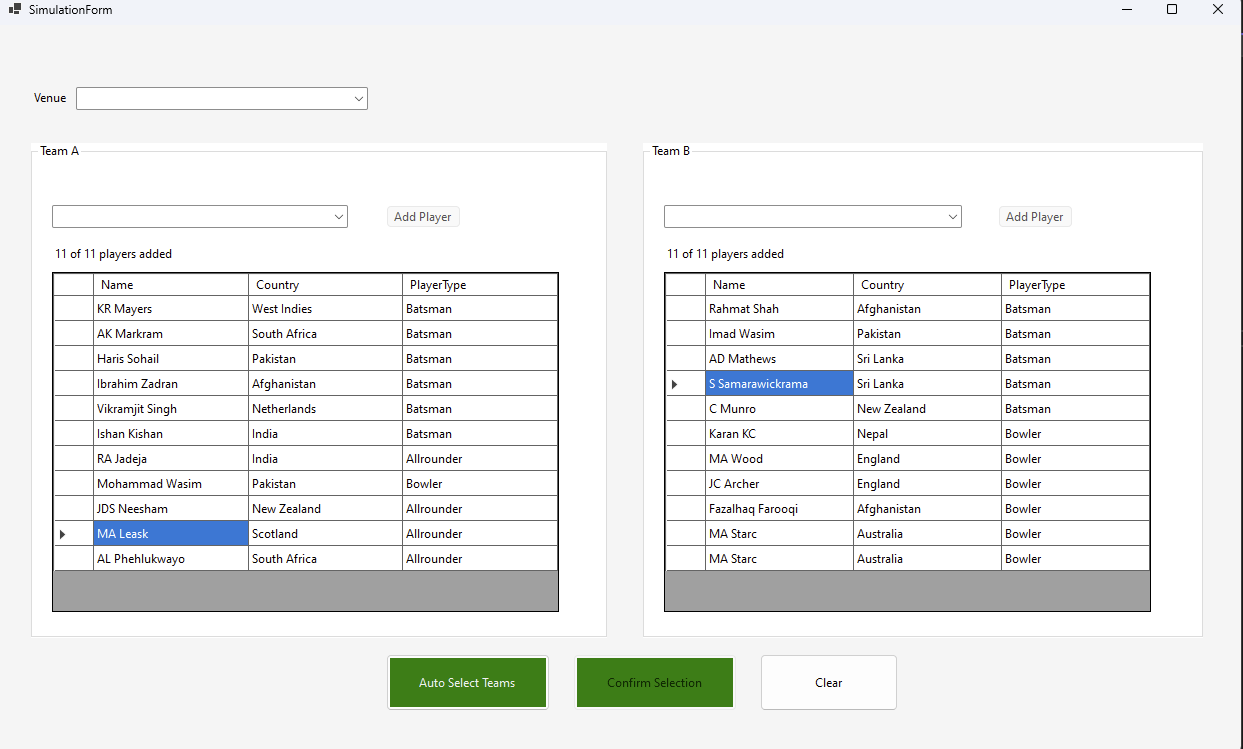 SimulationForm
Venue
Team A
Add Player
11 of 11 players added
Name Country PlayerType
KR Mayers West Indies Batsman
AK Markram South Africa Batsman
Haris Sohail Pakistan Batsman
Ibrahim Zadran Afghanistan Batsman
Vikramjit Singh Netherlands Batsman
Ishan Kishan India Batsman
RA Jadeja India Allrounder
Mohammad Wasim Pakistan Bowler
JDS Neesham New Zealand Allrounder
MA Leask Scotland Allrounder
AL Phehlukwayo South Africa Allrounder
Team B
Add Player
11 of 11 players added
Name Country PlayerType
Rahmat Shah Afghanistan Batsman
Imad Wasim Pakistan Batsman
AD Mathews Sri Lanka Batsman
S Samarawickrama Sri Lanka Batsman
C Munro New Zealand Batsman
Karan KC Nepal Bowler
MA Wood England Bowler
JC Archer England Bowler
Fazalhaq Farooqi Afghanistan Bowler
MA Starc Australia Bowler
MA Starc Australia Bowler
Auto Select Teams
Confirm Selection
Clear